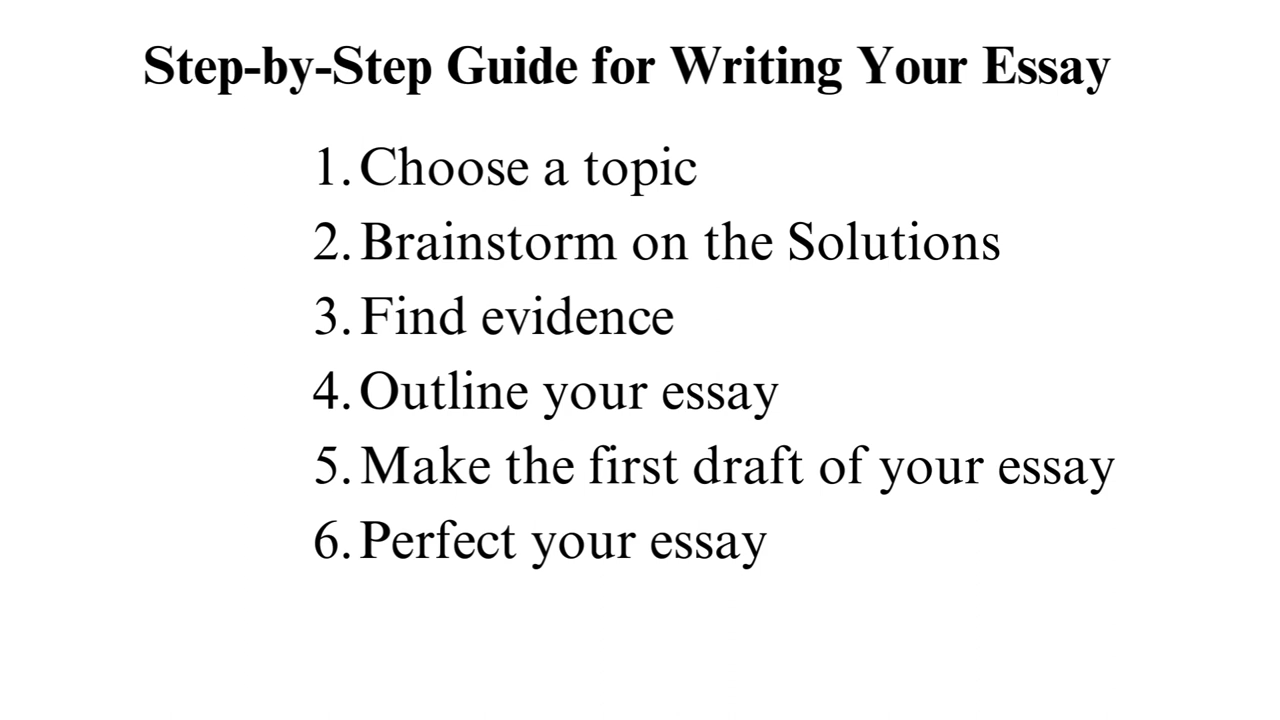 Step-by-Step Guide for Writing Your Essay
1. Choose a topic
2. Brainstorm on the Solutions
3. Find evidence
4. Outline your essay
5. Make the first draft of your essay
6. Perfect your essay